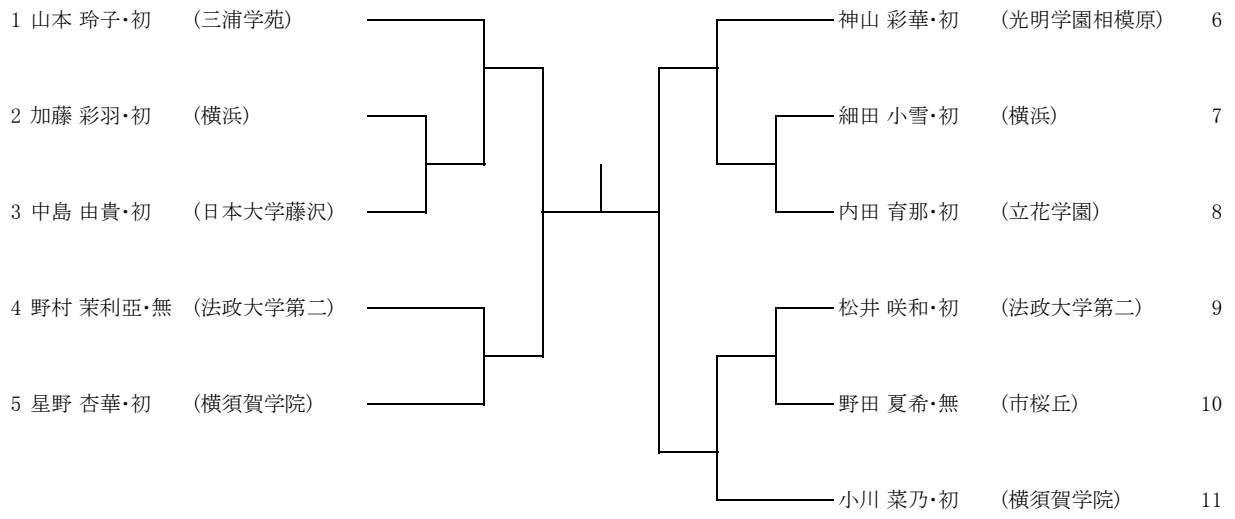 1 山本 玲子・初 (三浦学苑)
2 加藤 彩羽・初 (横浜)
3 中島 由貴・初 (日本大学藤沢)
4 野村 茉利亞・無 (法政大学第二)
5 星野 杏華・初 (横須賀学院)
神山 彩華・初 (光明学園相模原) 6
細田 小雪・初 (横浜) 7
内田 育那・初 (立花学園) 8
松井 咲和・初 (法政大学第二) 9
野田 夏希・無 (市桜丘) 10
小川 菜乃・初 (横須賀学院) 11